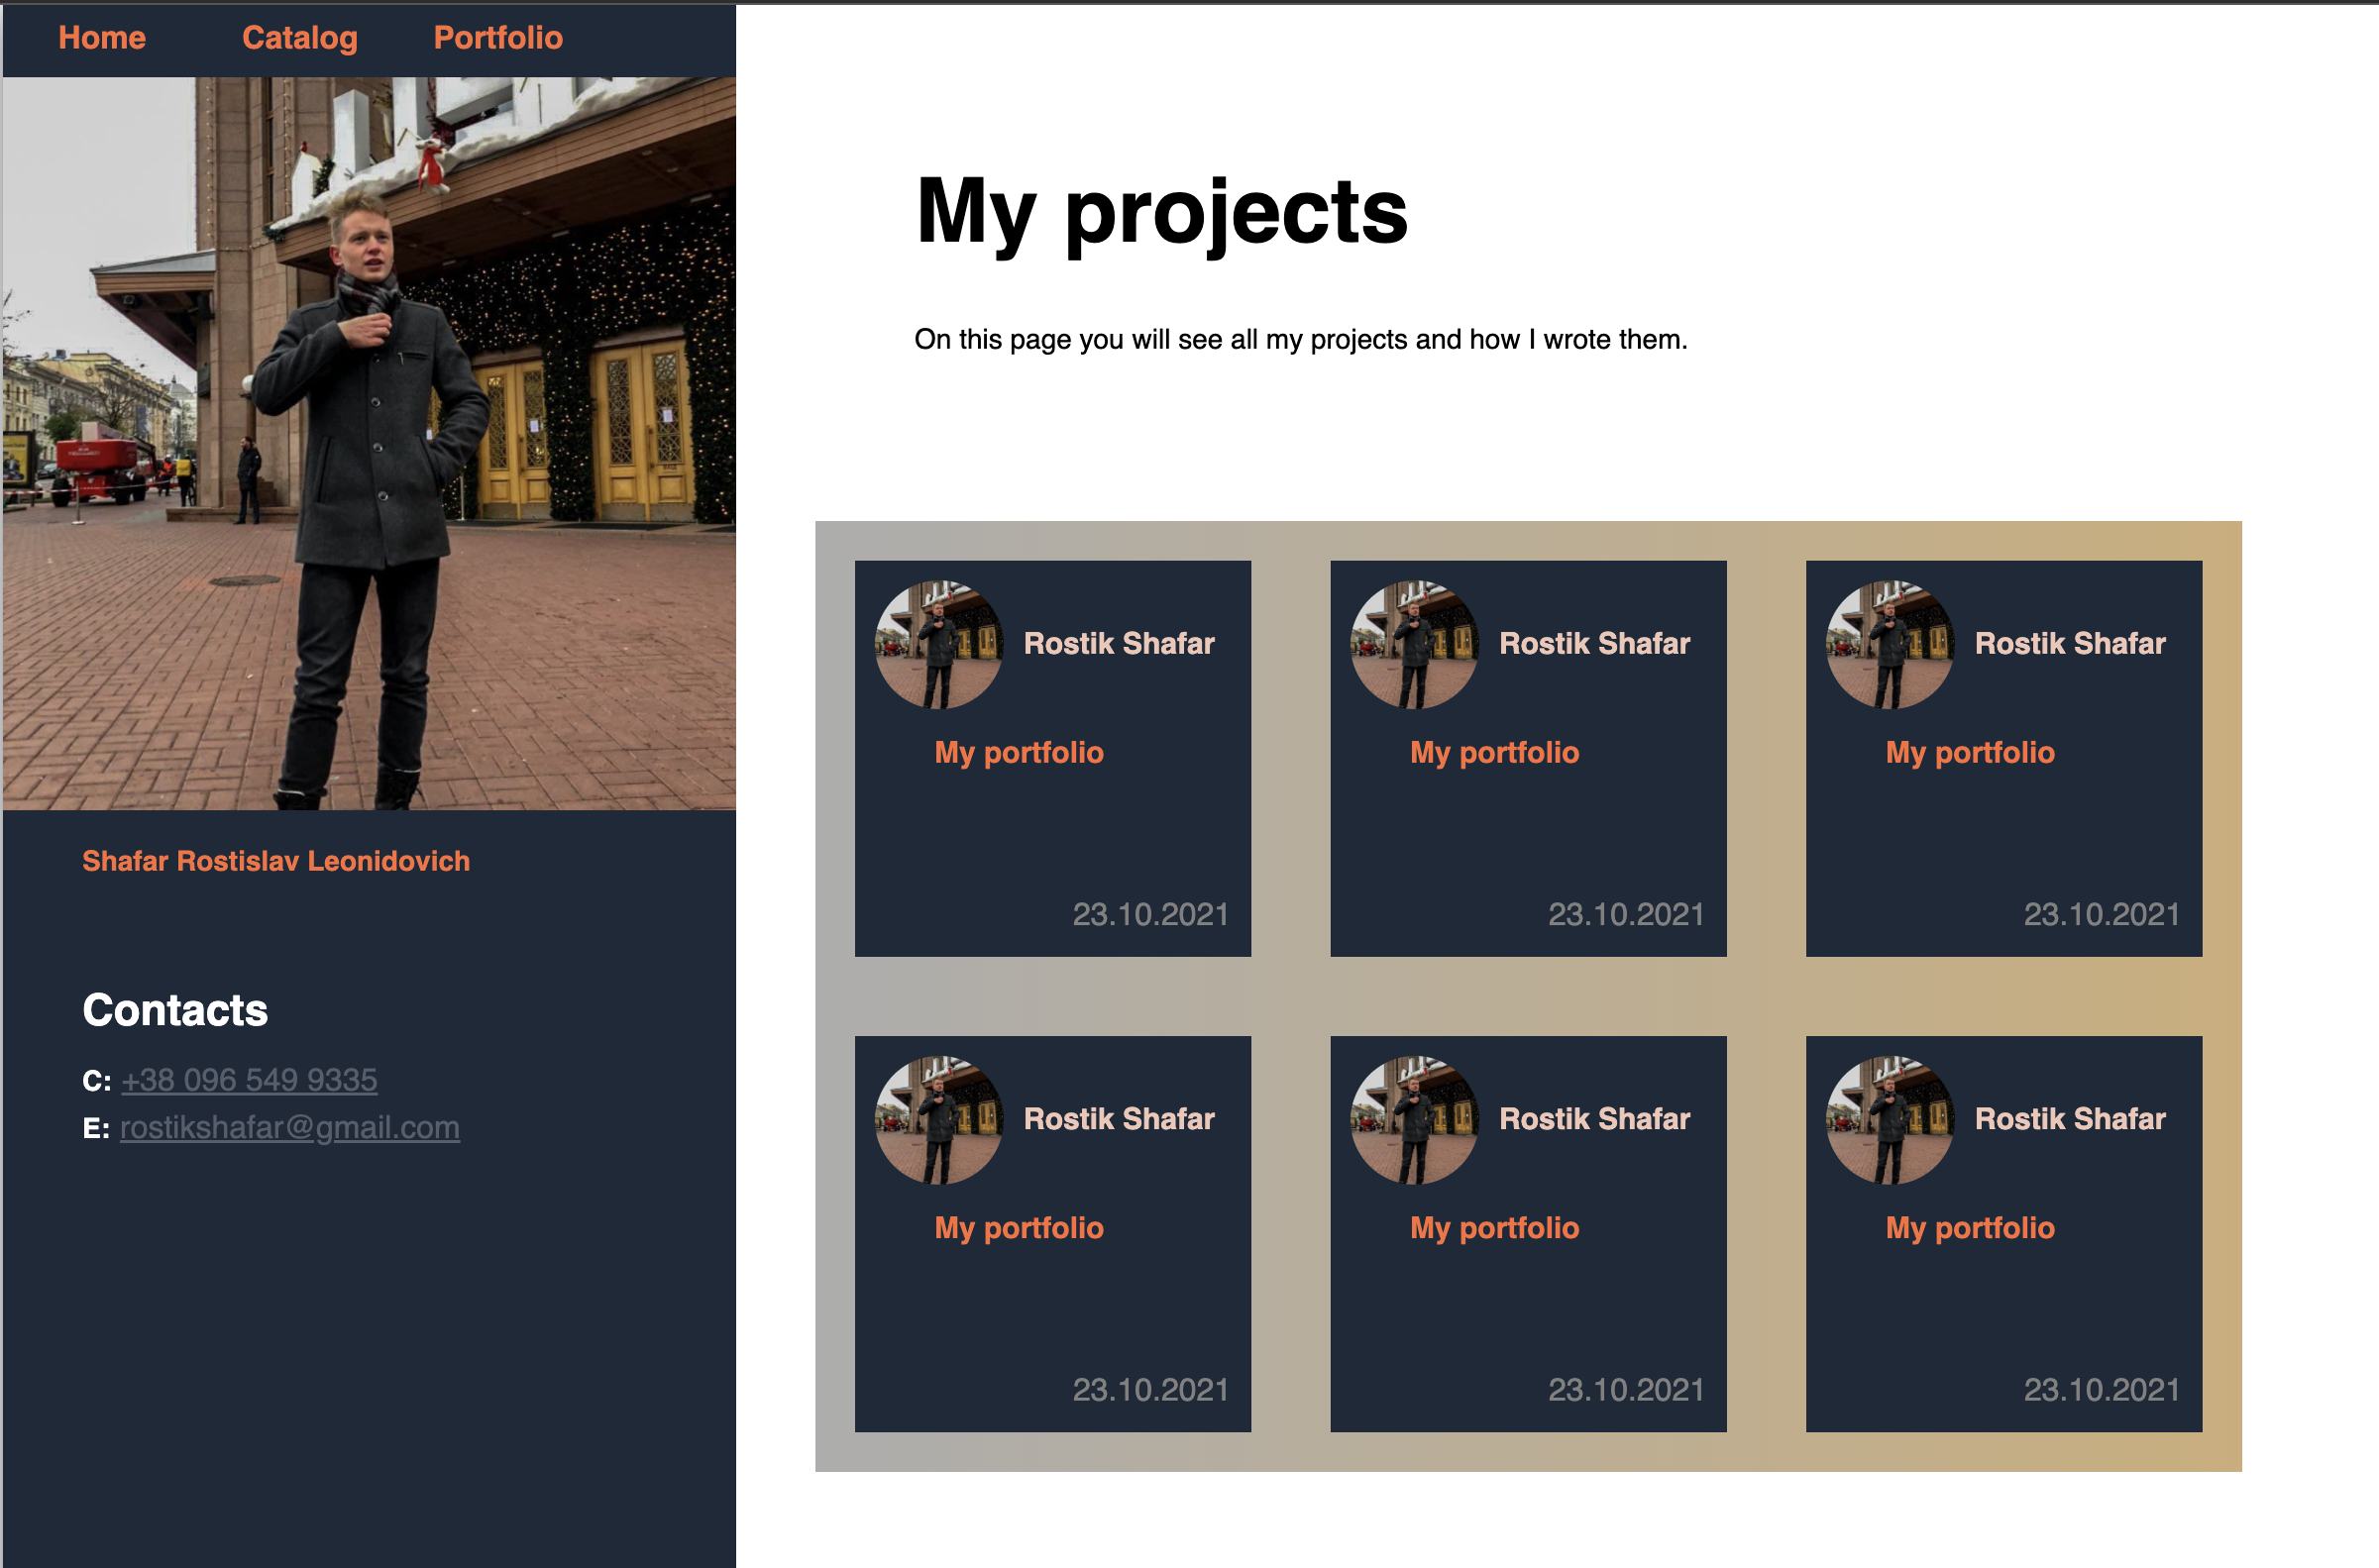 Home Catalog Portfolio
Shafar Rostislav Leonidovich
Contacts
C: +38 096 549 9335
E: rostikshafar@gmail.com
My projects
On this page you will see all my projects and how I wrote them.
Rostik Shafar
My portfolio
23.10.2021
Rostik Shafar
My portfolio
23.10.2021
Rostik Shafar
My portfolio
23.10.2021
Rostik Shafar
My portfolio
23.10.2021
Rostik Shafar
My portfolio
23.10.2021
Rostik Shafar
My portfolio
23.10.2021